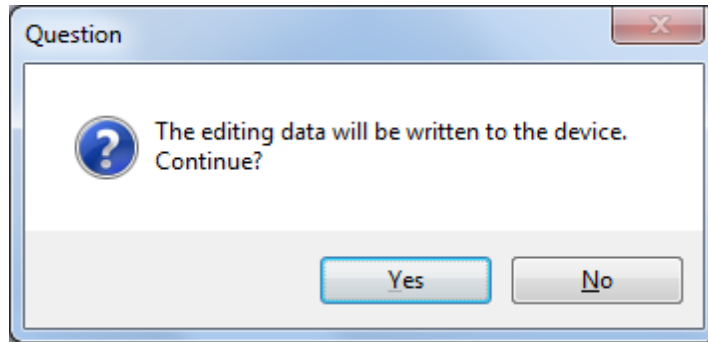 Question
X
The editing data will be written to the device.
Continue?
Yes
No